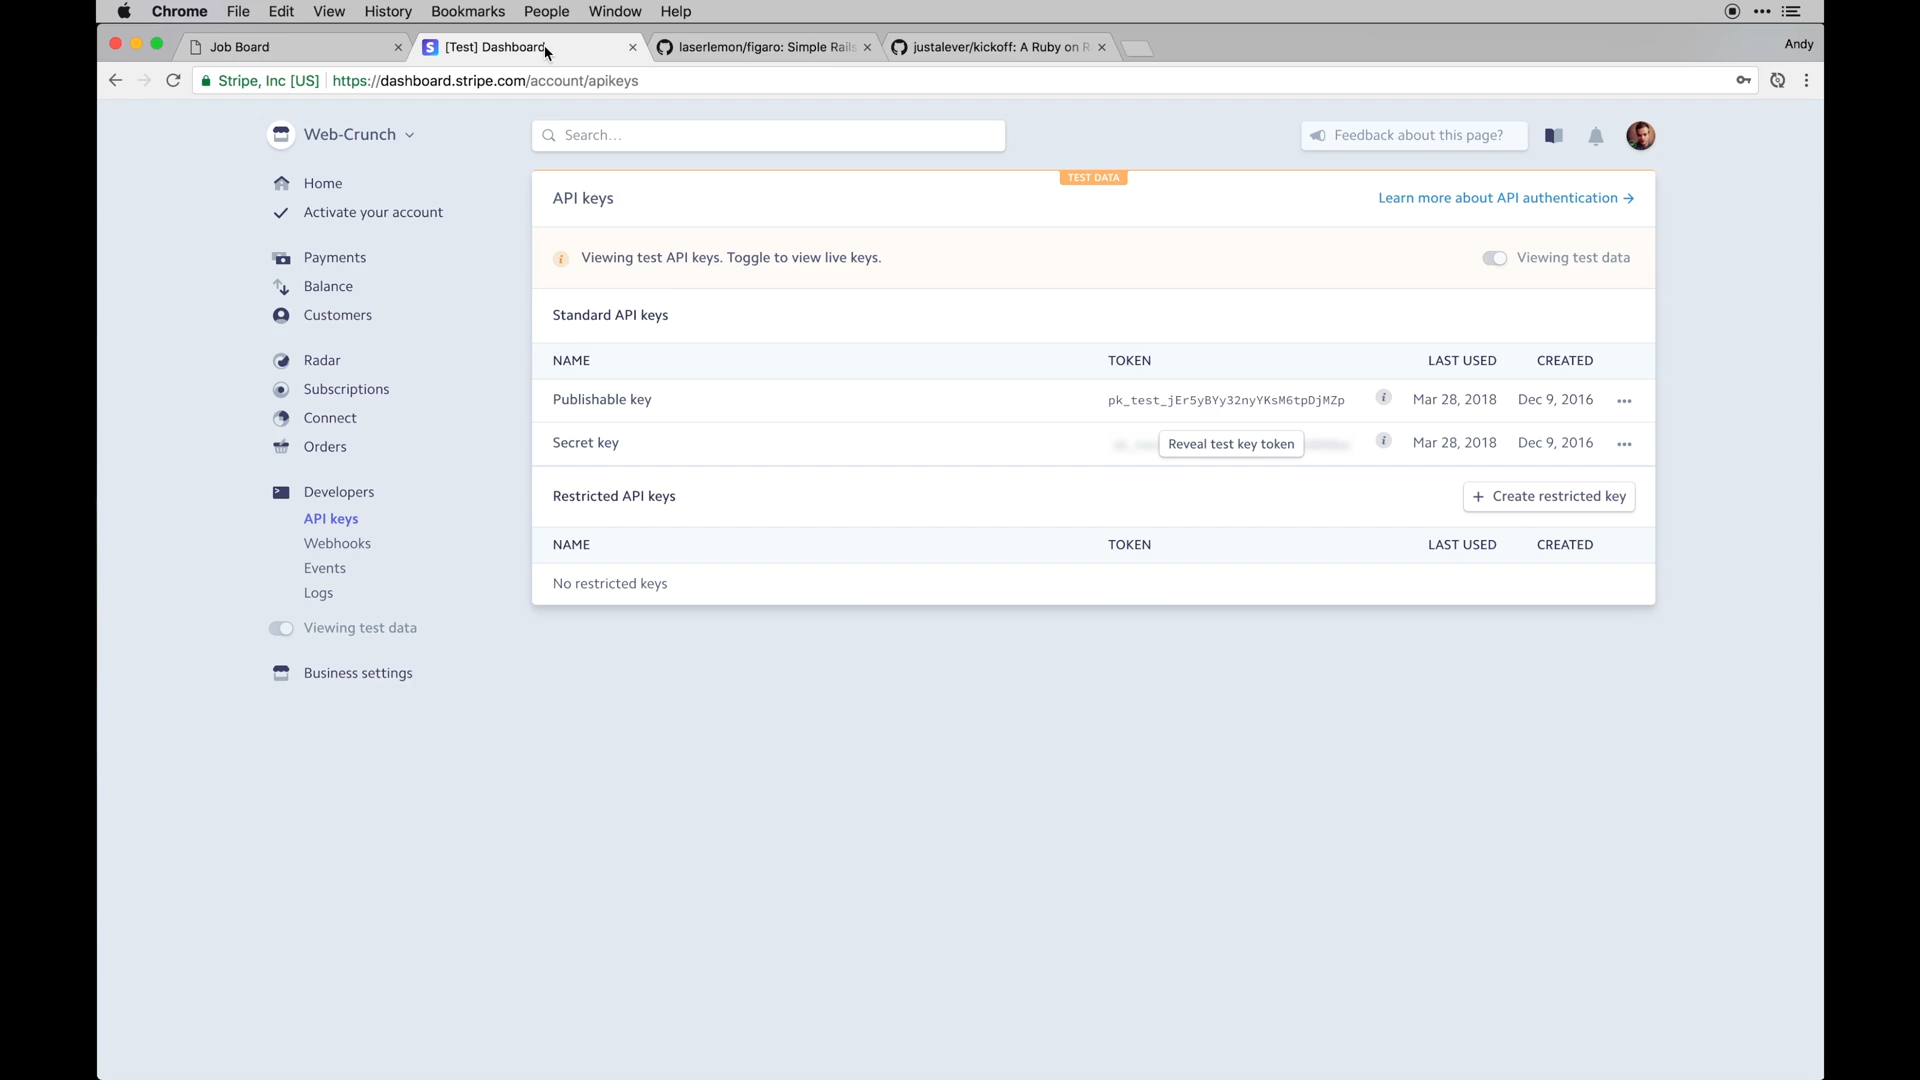 Chrome File Edit View History Bookmarks People Window Help
Job Board
[Test] Dashboard
laserlemon/figaro: Simple Rails
justalever/kickoff: A Ruby on R
Andy
Stripe, Inc [US] https://dashboard.stripe.com/account/apikeys
Web-Crunch
Search...
Feedback about this page?
Home
Activate your account
Payments
Balance
Customers
Radar
Subscriptions
Connect
Orders
Developers
API keys
Webhooks
Events
Logs
Viewing test data
Business settings
TEST DATA
API keys
Learn more about API authentication →
Viewing test API keys. Toggle to view live keys.
Viewing test data
Standard API keys
NAME TOKEN LAST USED CREATED
Publishable key pk_test_jEr5yBYy32nyYKsM6tpDjMZp Mar 28, 2018 Dec 9, 2016
Secret key Reveal test key token Mar 28, 2018 Dec 9, 2016
Restricted API keys
+ Create restricted key
NAME TOKEN LAST USED CREATED
No restricted keys